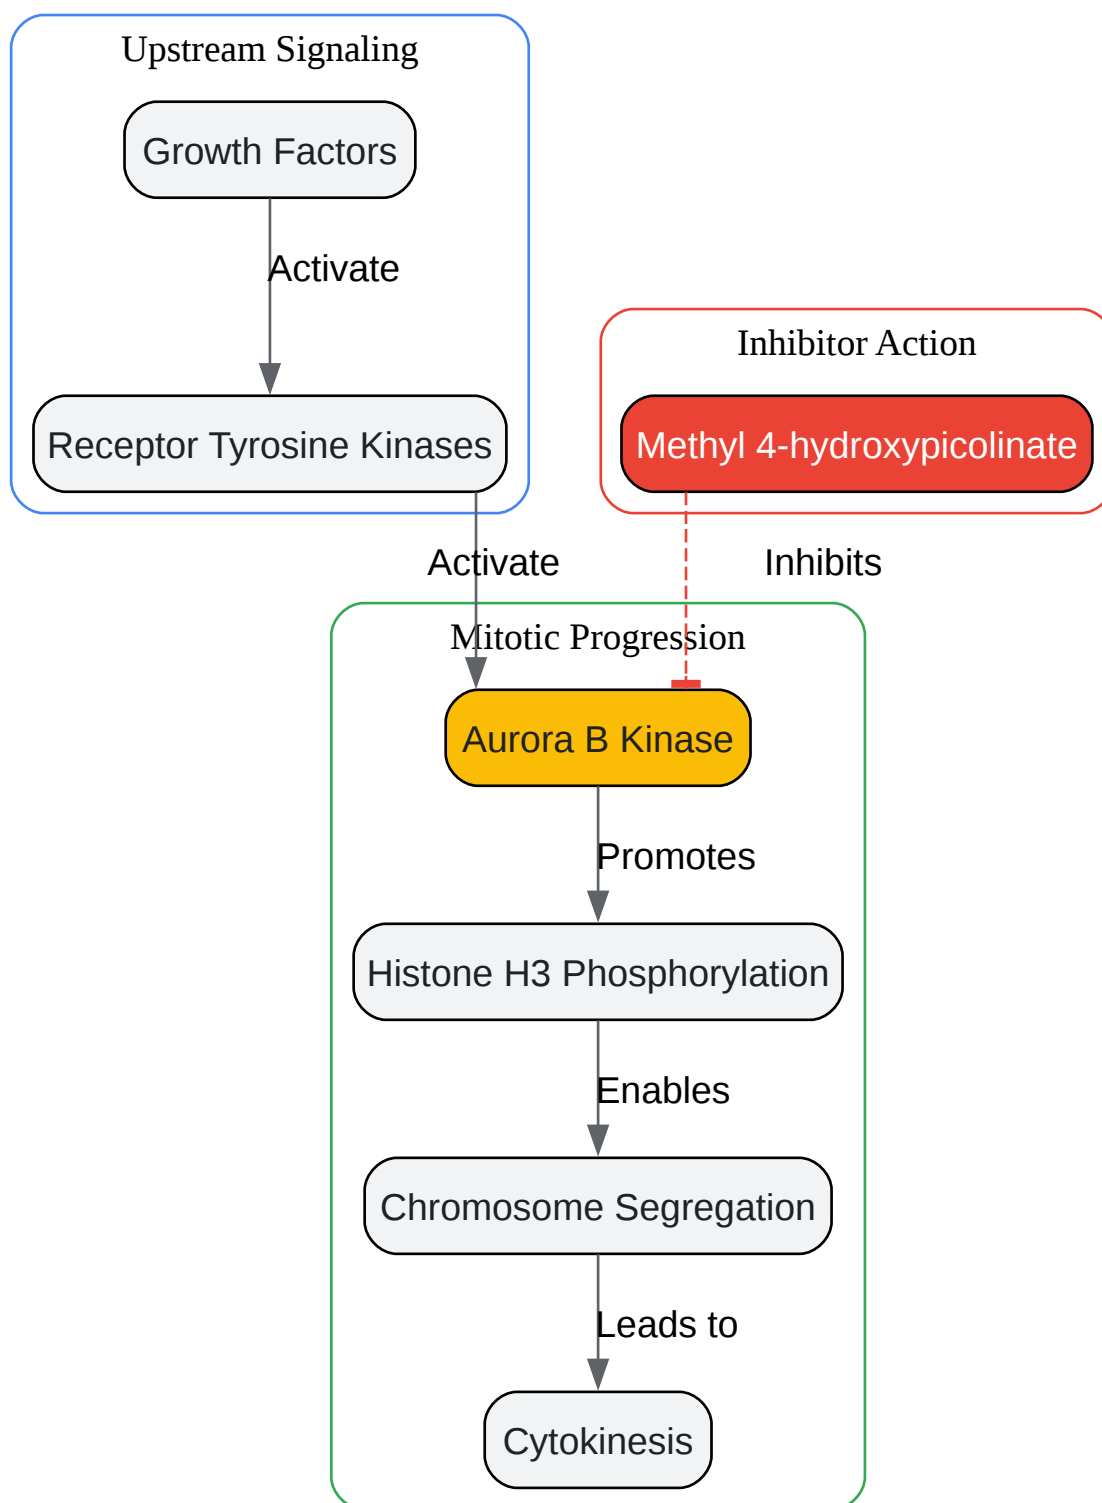 Upstream Signaling
Growth Factors
Activate
Inhibitor Action
Receptor Tyrosine Kinases
Methyl 4-hydroxypicolinate
Activate
Inhibits
Mitotic Progression
Aurora B Kinase
Promotes
Histone H3 Phosphorylation
Enables
Chromosome Segregation
Leads to
Cytokinesis